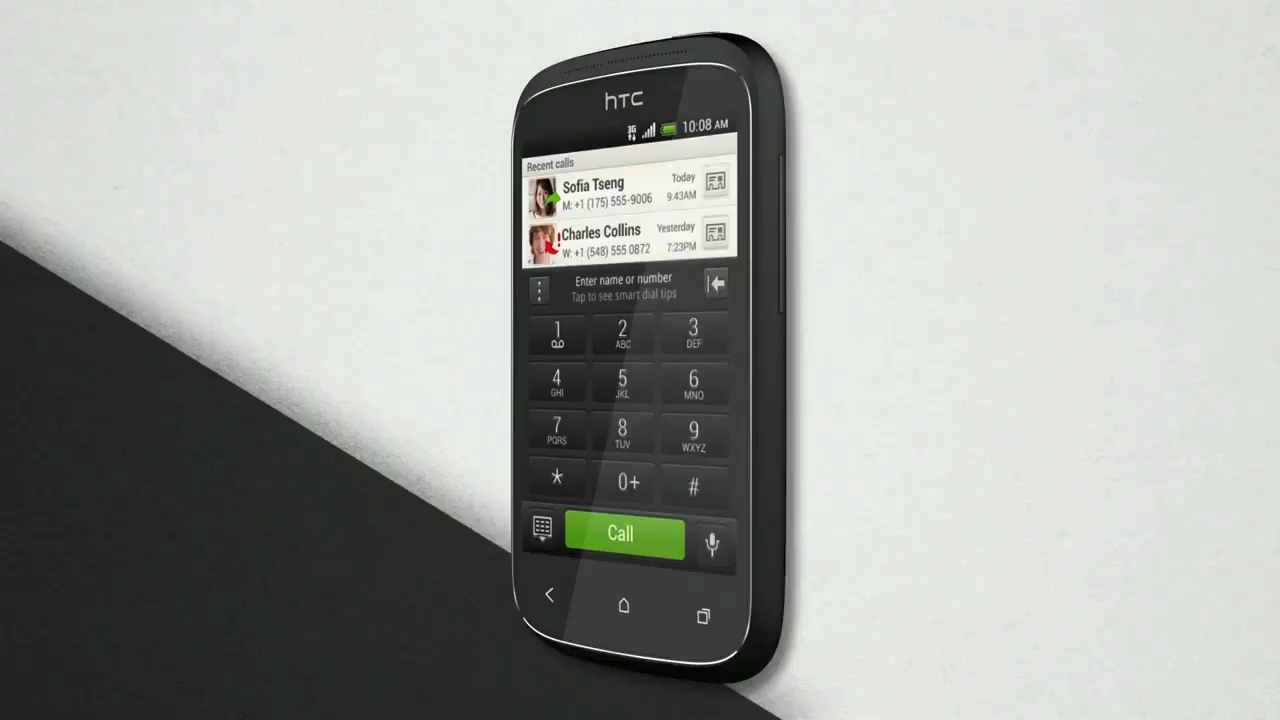 hTC
3G 10:08 AM
Recent calls
Sofia Tseng Today
M: +1 (175) 555-9006 9:43AM
Charles Collins Yesterday
W: +1 (548) 555 0872 7:23PM
Enter name or number
Tap to see smart dial tips
1 2 3
ABC DEF
4 5 6
GHI JKL MNO
7 8 9
PQRS TUV WXYZ
* 0+ #
Call